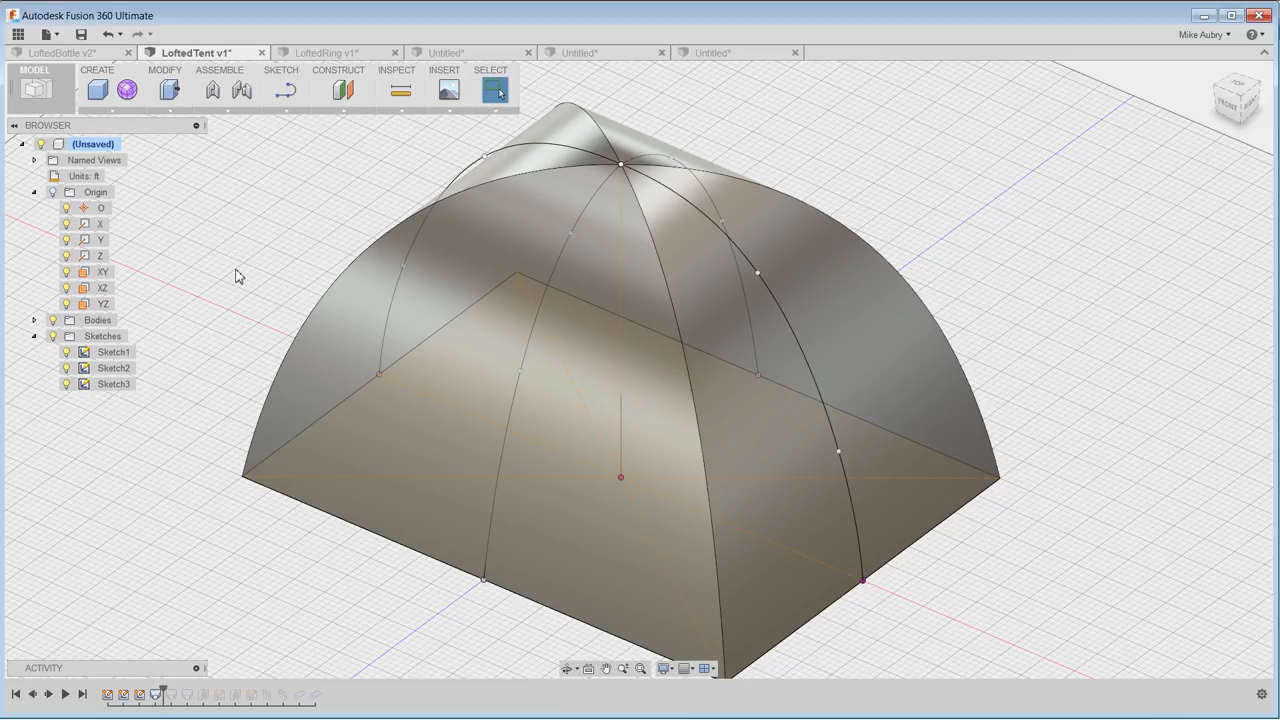 Autodesk Fusion 360 Ultimate
Mike Aubry
LoftedBottle v2* LoftedTent v1* LoftedRing v1* Untitled* Untitled* Untitled*
MODEL CREATE MODIFY ASSEMBLE SKETCH CONSTRUCT INSPECT INSERT SELECT
TOP
FRONT
BROWSER
(Unsaved)
Named Views
Units: ft
Origin
O
X
Y
Z
XY
XZ
YZ
Bodies
Sketches
Sketch1
Sketch2
Sketch3
ACTIVITY